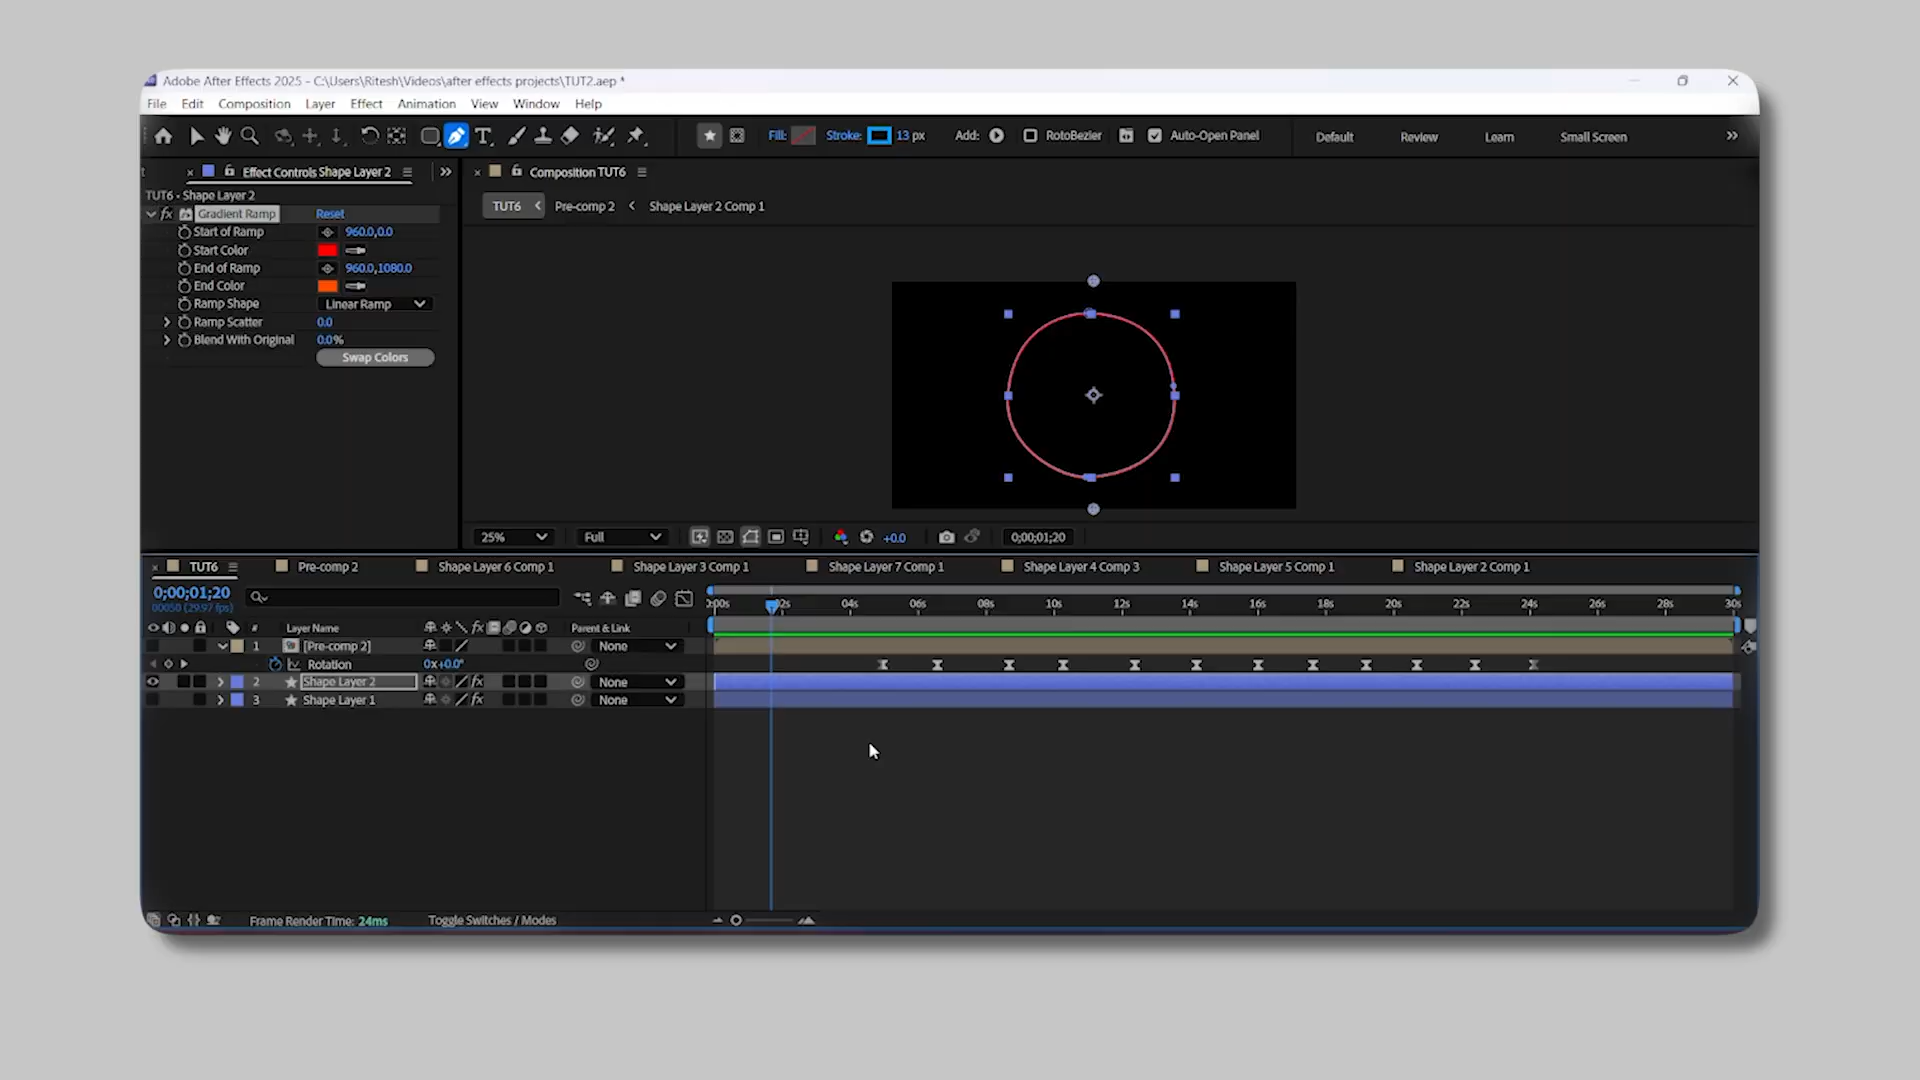 Adobe After Effects 2025 - C:\Users\Ritesh\Videos\after effects projects\TUT2.aep *
File Edit Composition Layer Effect Animation View Window Help
Fill: Stroke: 13 px Add: RotoBezier Auto-Open Panel Default Review Learn Small Screen
Effect Controls Shape Layer 2
Composition TUT6
TUT6 • Shape Layer 2
TUT6 Pre-comp 2 Shape Layer 2 Comp 1
fx Gradient Ramp Reset
Start of Ramp 960.0,0.0
Start Color
End of Ramp 960.0,1080.0
End Color
Ramp Shape Linear Ramp
Ramp Scatter 0.0
Blend With Original 0.0%
Swap Colors
25% Full +0.0 0;00;01;20
TUT6 Pre-comp 2 Shape Layer 6 Comp 1 Shape Layer 3 Comp 1 Shape Layer 7 Comp 1 Shape Layer 4 Comp 3 Shape Layer 5 Comp 1 Shape Layer 2 Comp 1
0;00;01;20
00050 (29.97 fps)
04s 06s 08s 10s 12s 14s 16s 18s 20s 22s 24s 26s 28s 30s
# Layer Name fx Parent & Link
1 [Pre-comp 2] None
Rotation 0x+0.0°
2 Shape Layer 2 fx None
3 Shape Layer 1 fx None
Frame Render Time: 24ms Toggle Switches / Modes